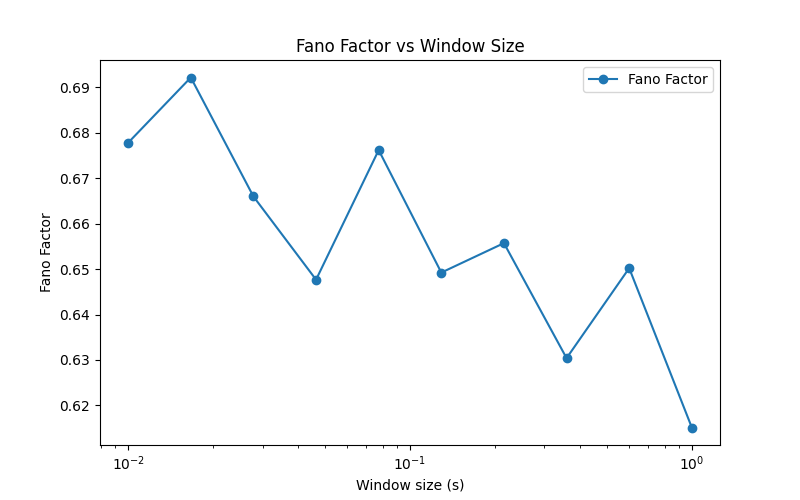 Fano Factor vs Window Size
Fano Factor
0.69
0.68
0.67
0.66
0.65
0.64
0.63
0.62
Fano Factor
10⁻²
10⁻¹
10⁰
Window size (s)